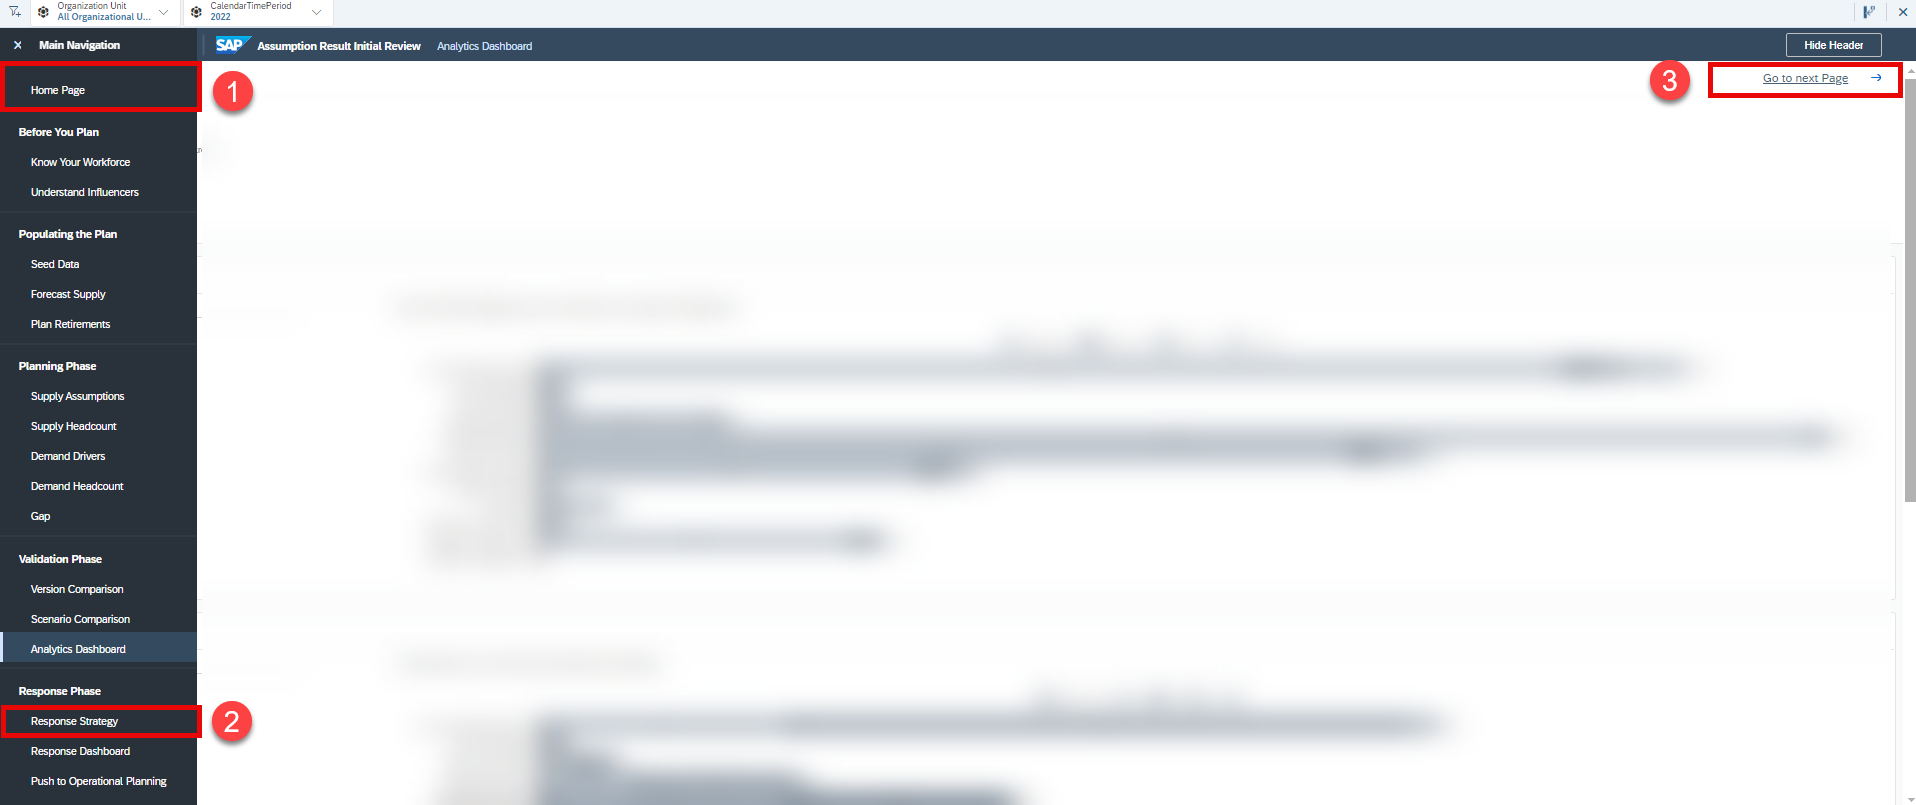 Organization Unit
All Organizational U...
CalendarTimePeriod
2022
Main Navigation
SAP Assumption Result Initial Review Analytics Dashboard
Hide Header
Home Page
1
3
Go to next Page
Before You Plan
Know Your Workforce
Understand Influencers
Populating the Plan
Seed Data
Forecast Supply
Plan Retirements
Planning Phase
Supply Assumptions
Supply Headcount
Demand Drivers
Demand Headcount
Gap
Validation Phase
Version Comparison
Scenario Comparison
Analytics Dashboard
Response Phase
Response Strategy
2
Response Dashboard
Push to Operational Planning